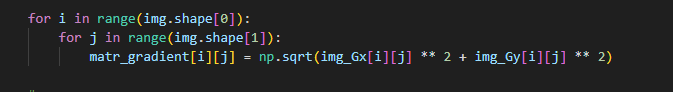 for i in range(img.shape[0]):
    for j in range(img.shape[1]):
        matr_gradient[i][j] = np.sqrt(img_Gx[i][j] ** 2 + img_Gy[i][j] ** 2)